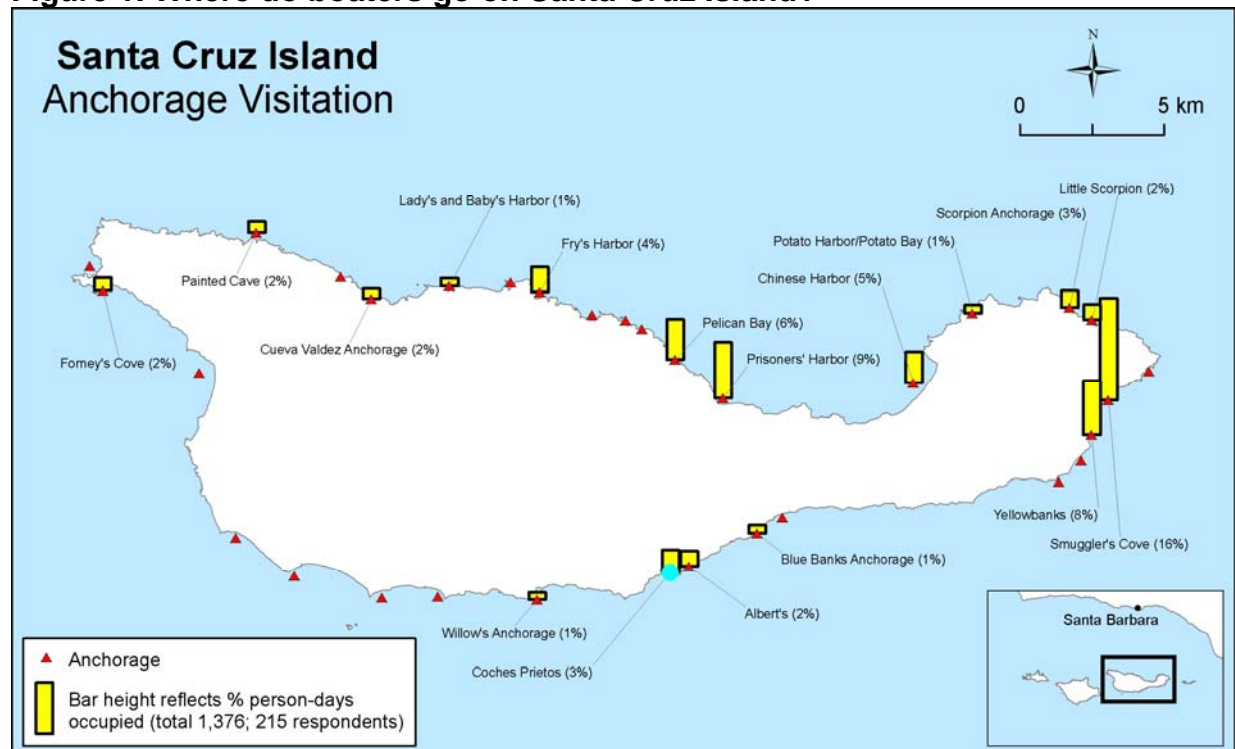 Santa Cruz Island
Anchorage Visitation
N
0 5 km
Little Scorpion (2%)
Scorpion Anchorage (3%)
Lady's and Baby's Harbor (1%)
Fry's Harbor (4%)
Potato Harbor/Potato Bay (1%)
Chinese Harbor (5%)
Painted Cave (2%)
Pelican Bay (6%)
Cueva Valdez Anchorage (2%)
Prisoners' Harbor (9%)
Forney's Cove (2%)
Yellowbanks (8%)
Smuggler's Cove (16%)
Blue Banks Anchorage (1%)
Albert's (2%)
Willow's Anchorage (1%)
Coches Prietos (3%)
Anchorage
Bar height reflects % person-days
occupied (total 1,376; 215 respondents)
Santa Barbara